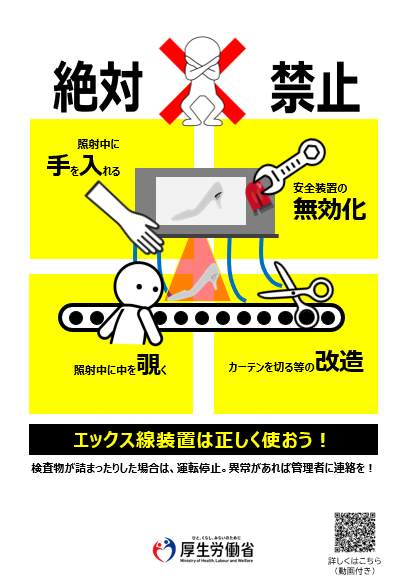 絶対 禁止
照射中に
手を入れる
安全装置の
無効化
照射中に中を覗く
カーテンを切る等の改造
エックス線装置は正しく使おう！
検査物が詰まったりした場合は、運転停止。異常があれば管理者に連絡を！
ひと、くらし、みらいのために
厚生労働省
Ministry of Health, Labour and Welfare
詳しくはこちら
（動画付き）